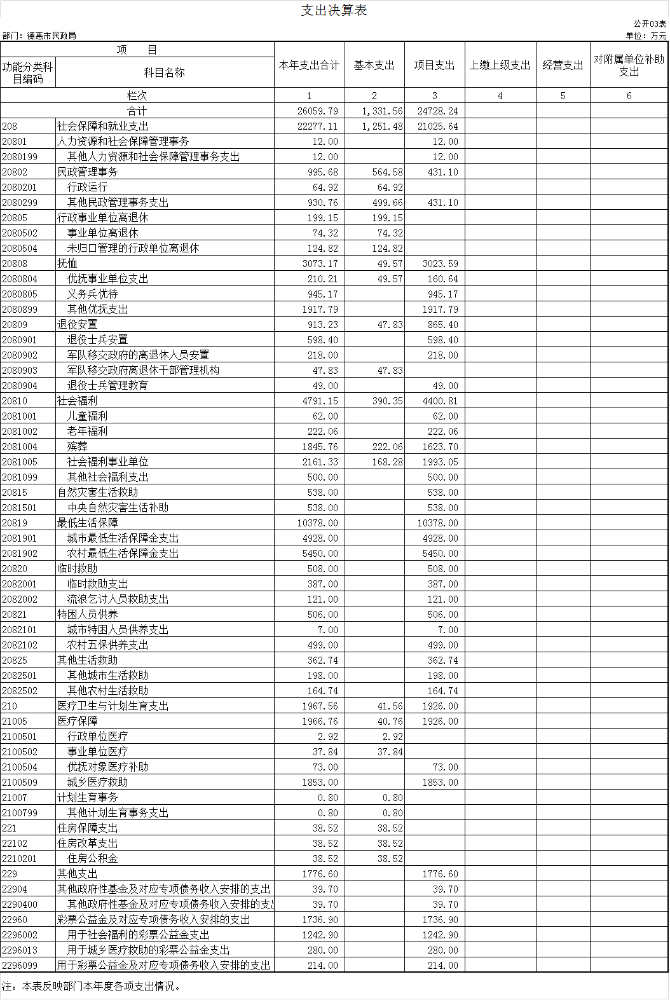 支出决算表
公开03表
部门：德惠市民政局 单位：万元
项 目 本年支出合计 基本支出 项目支出 上缴上级支出 经营支出 对附属单位补助支出
功能分类科目编码 科目名称
栏次 1 2 3 4 5 6
合计 26059.79 1,331.56 24728.24
208 社会保障和就业支出 22277.11 1,251.48 21025.64
20801 人力资源和社会保障管理事务 12.00 12.00
2080199 其他人力资源和社会保障管理事务支出 12.00 12.00
20802 民政管理事务 995.68 564.58 431.10
2080201 行政运行 64.92 64.92
2080299 其他民政管理事务支出 930.76 499.66 431.10
20805 行政事业单位离退休 199.15 199.15
2080502 事业单位离退休 74.32 74.32
2080504 未归口管理的行政单位离退休 124.82 124.82
20808 抚恤 3073.17 49.57 3023.59
2080804 优抚事业单位支出 210.21 49.57 160.64
2080805 义务兵优待 945.17 945.17
2080899 其他优抚支出 1917.79 1917.79
20809 退役安置 913.23 47.83 865.40
2080901 退役士兵安置 598.40 598.40
2080902 军队移交政府的离退休人员安置 218.00 218.00
2080903 军队移交政府离退休干部管理机构 47.83 47.83
2080904 退役士兵管理教育 49.00 49.00
20810 社会福利 4791.15 390.35 4400.81
2081001 儿童福利 62.00 62.00
2081002 老年福利 222.06 222.06
2081004 殡葬 1845.76 222.06 1623.70
2081005 社会福利事业单位 2161.33 168.28 1993.05
2081099 其他社会福利支出 500.00 500.00
20815 自然灾害生活救助 538.00 538.00
2081501 中央自然灾害生活补助 538.00 538.00
20819 最低生活保障 10378.00 10378.00
2081901 城市最低生活保障金支出 4928.00 4928.00
2081902 农村最低生活保障金支出 5450.00 5450.00
20820 临时救助 508.00 508.00
2082001 临时救助支出 387.00 387.00
2082002 流浪乞讨人员救助支出 121.00 121.00
20821 特困人员供养 506.00 506.00
2082101 城市特困人员供养支出 7.00 7.00
2082102 农村五保供养支出 499.00 499.00
20825 其他生活救助 362.74 362.74
2082501 其他城市生活救助 198.00 198.00
2082502 其他农村生活救助 164.74 164.74
210 医疗卫生与计划生育支出 1967.56 41.56 1926.00
21005 医疗保障 1966.76 40.76 1926.00
2100501 行政单位医疗 2.92 2.92
2100502 事业单位医疗 37.84 37.84
2100504 优抚对象医疗补助 73.00 73.00
2100509 城乡医疗救助 1853.00 1853.00
21007 计划生育事务 0.80 0.80
2100799 其他计划生育事务支出 0.80 0.80
221 住房保障支出 38.52 38.52
22102 住房改革支出 38.52 38.52
2210201 住房公积金 38.52 38.52
229 其他支出 1776.60 1776.60
22904 其他政府性基金及对应专项债务收入安排的支出 39.70 39.70
2290400 其他政府性基金及对应专项债务收入安排的支出 39.70 39.70
22960 彩票公益金及对应专项债务收入安排的支出 1736.90 1736.90
2296002 用于社会福利的彩票公益金支出 1242.90 1242.90
2296013 用于城乡医疗救助的彩票公益金支出 280.00 280.00
2296099 用于彩票公益金及对应专项债务收入安排的支出 214.00 214.00
注：本表反映部门本年度各项支出情况。